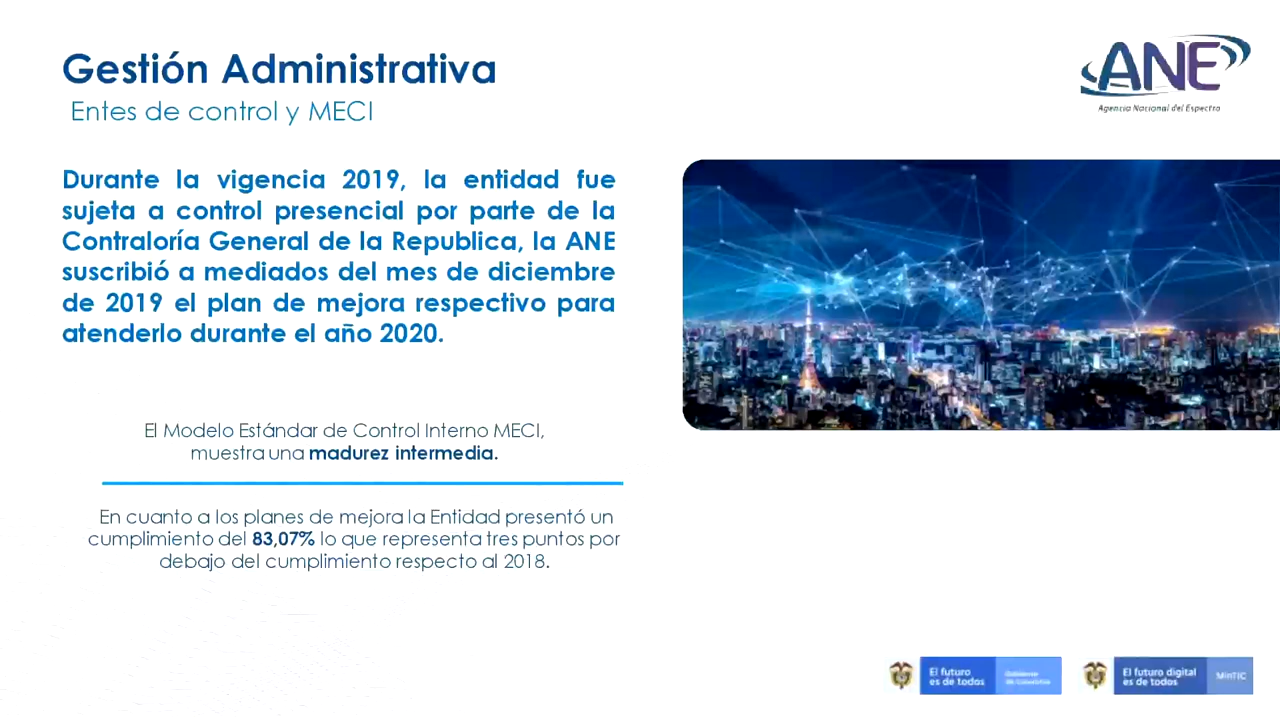 Gestión Administrativa
Entes de control y MECI
ANE
Agencia Nacional del Espectro
Durante la vigencia 2019, la entidad fue
sujeta a control presencial por parte de la
Contraloría General de la Republica, la ANE
suscribió a mediados del mes de diciembre
de 2019 el plan de mejora respectivo para
atenderlo durante el año 2020.
El Modelo Estándar de Control Interno MECI,
muestra una madurez intermedia.
En cuanto a los planes de mejora la Entidad presentó un
cumplimiento del 83,07% lo que representa tres puntos por
debajo del cumplimiento respecto al 2018.
El futuro
es de todos
Gobierno
de Colombia
El futuro digital
es de todos
MinTIC